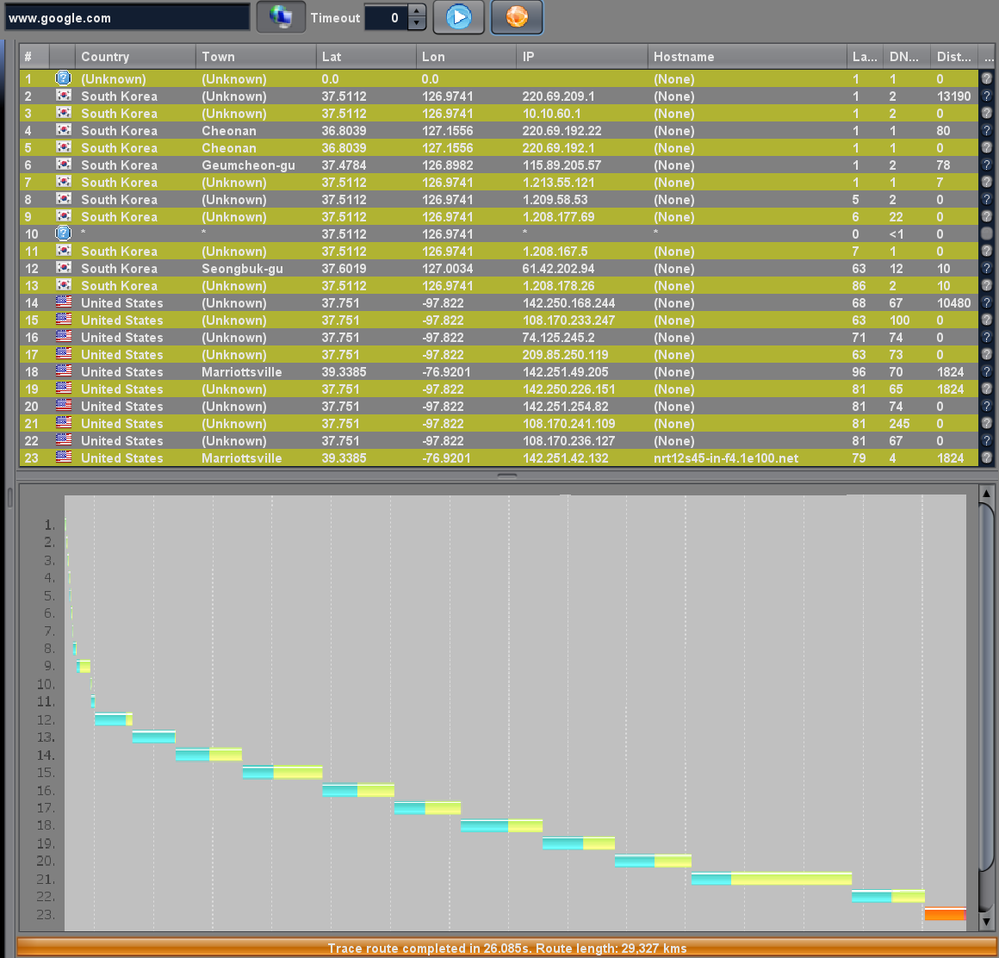 www.google.com Timeout 0
# Country Town Lat Lon IP Hostname La... DN... Dist... ...
1 ? (Unknown) (Unknown) 0.0 0.0 (None) 1 1 0 ?
2 South Korea (Unknown) 37.5112 126.9741 220.69.209.1 (None) 1 2 13190 ?
3 South Korea (Unknown) 37.5112 126.9741 10.10.60.1 (None) 1 2 0 ?
4 South Korea Cheonan 36.8039 127.1556 220.69.192.22 (None) 1 1 80 ?
5 South Korea Cheonan 36.8039 127.1556 220.69.192.1 (None) 1 1 0 ?
6 South Korea Geumcheon-gu 37.4784 126.8982 115.89.205.57 (None) 1 2 78 ?
7 South Korea (Unknown) 37.5112 126.9741 1.213.55.121 (None) 1 1 7 ?
8 South Korea (Unknown) 37.5112 126.9741 1.209.58.53 (None) 5 2 0 ?
9 South Korea (Unknown) 37.5112 126.9741 1.208.177.69 (None) 6 22 0 ?
10 ? * * 37.5112 126.9741 * * 0 <1 0
11 South Korea (Unknown) 37.5112 126.9741 1.208.167.5 (None) 7 1 0 ?
12 South Korea Seongbuk-gu 37.6019 127.0034 61.42.202.94 (None) 63 12 10 ?
13 South Korea (Unknown) 37.5112 126.9741 1.208.178.26 (None) 86 2 10 ?
14 United States (Unknown) 37.751 -97.822 142.250.168.244 (None) 68 67 10480 ?
15 United States (Unknown) 37.751 -97.822 108.170.233.247 (None) 63 100 0 ?
16 United States (Unknown) 37.751 -97.822 74.125.245.2 (None) 71 74 0 ?
17 United States (Unknown) 37.751 -97.822 209.85.250.119 (None) 63 73 0 ?
18 United States Marriottsville 39.3385 -76.9201 142.251.49.205 (None) 96 70 1824 ?
19 United States (Unknown) 37.751 -97.822 142.250.226.151 (None) 81 65 1824 ?
20 United States (Unknown) 37.751 -97.822 142.251.254.82 (None) 81 74 0 ?
21 United States (Unknown) 37.751 -97.822 108.170.241.109 (None) 81 245 0 ?
22 United States (Unknown) 37.751 -97.822 108.170.236.127 (None) 81 67 0 ?
23 United States Marriottsville 39.3385 -76.9201 142.251.42.132 nrt12s45-in-f4.1e100.net 79 4 1824 ?
1.
2.
3.
4.
5.
6.
7.
8.
9.
10.
11.
12.
13.
14.
15.
16.
17.
18.
19.
20.
21.
22.
23.
Trace route completed in 26.085s. Route length: 29,327 kms